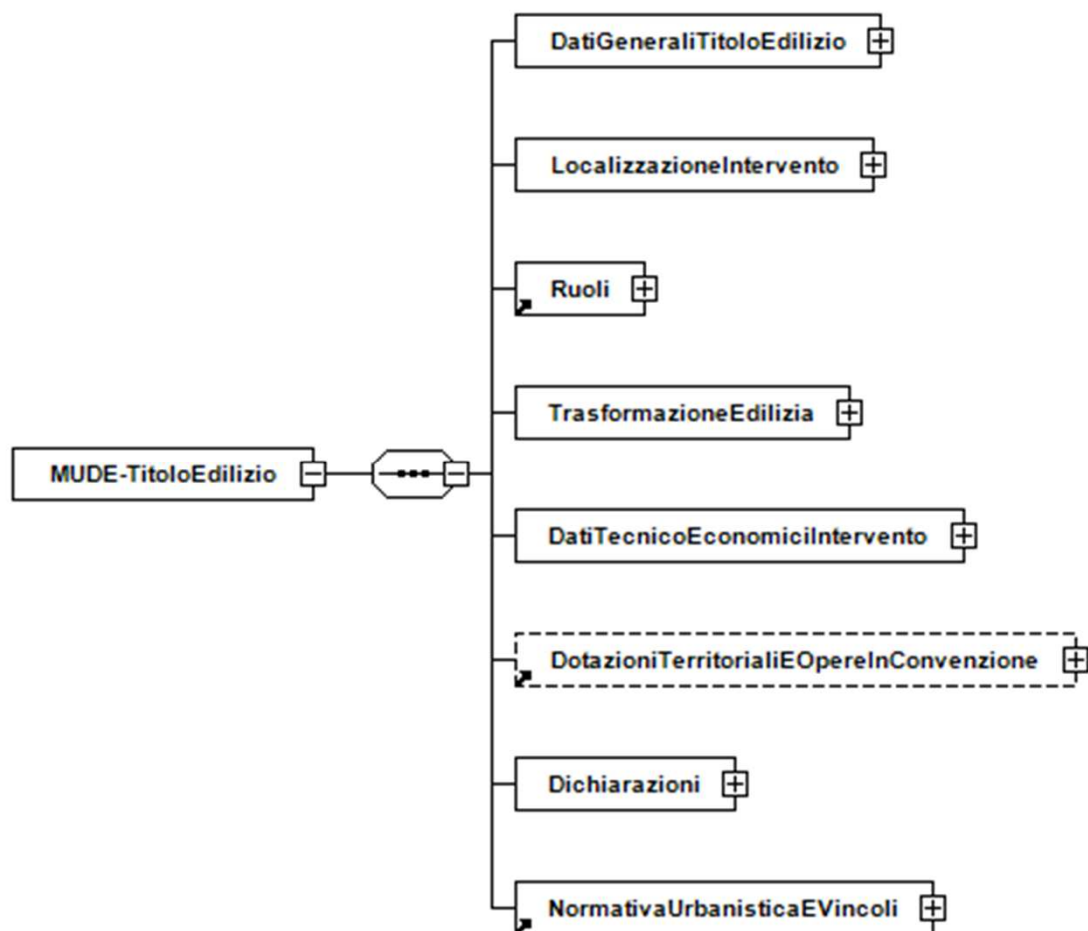 DatiGeneraliTitoloEdilizio
LocalizzazioneIntervento
Ruoli
TrasformazioneEdilizia
MUDE-TitoloEdilizio
DatiTecnicoEconomiciIntervento
DotazioniTerritorialiEOpereInConvenzione
Dichiarazioni
NormativaUrbanisticaEVincoli